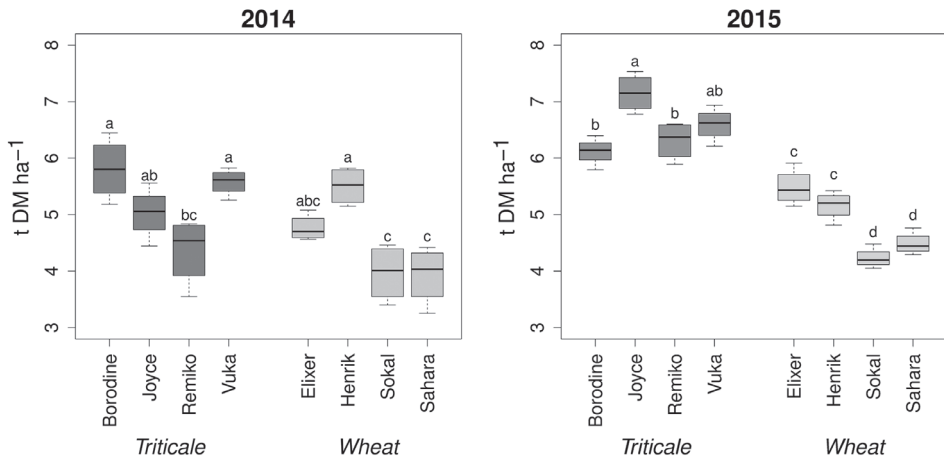 2014
t DM ha⁻¹
8
7
6
5
4
3
a
ab
bc
a
abc
a
c
c
Borodine
Joyce
Remiko
Vuka
Elixer
Henrik
Sokal
Sahara
Triticale
Wheat
2015
t DM ha⁻¹
8
7
6
5
4
3
b
a
b
ab
c
c
d
d
Borodine
Joyce
Remiko
Vuka
Elixer
Henrik
Sokal
Sahara
Triticale
Wheat